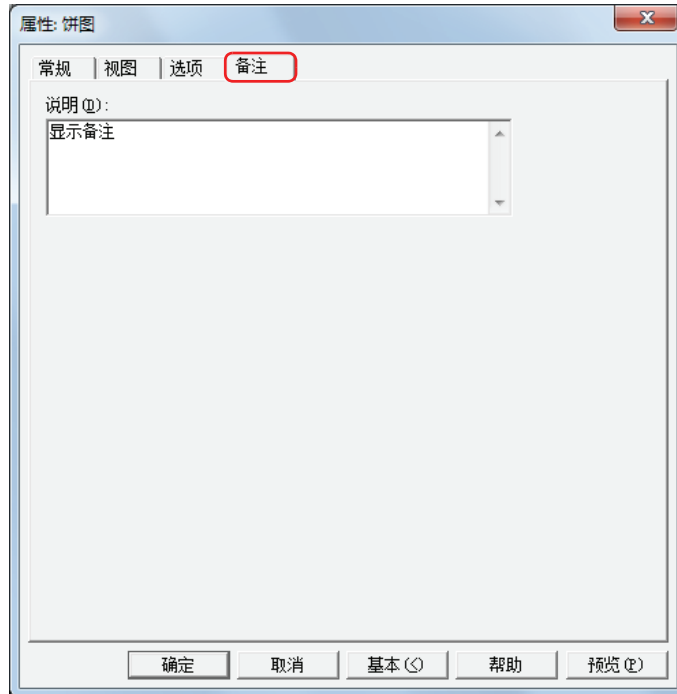 属性: 饼图
常规 视图 选项 备注
说明(D):
显示备注
确定 取消 基本(<) 帮助 预览(P)